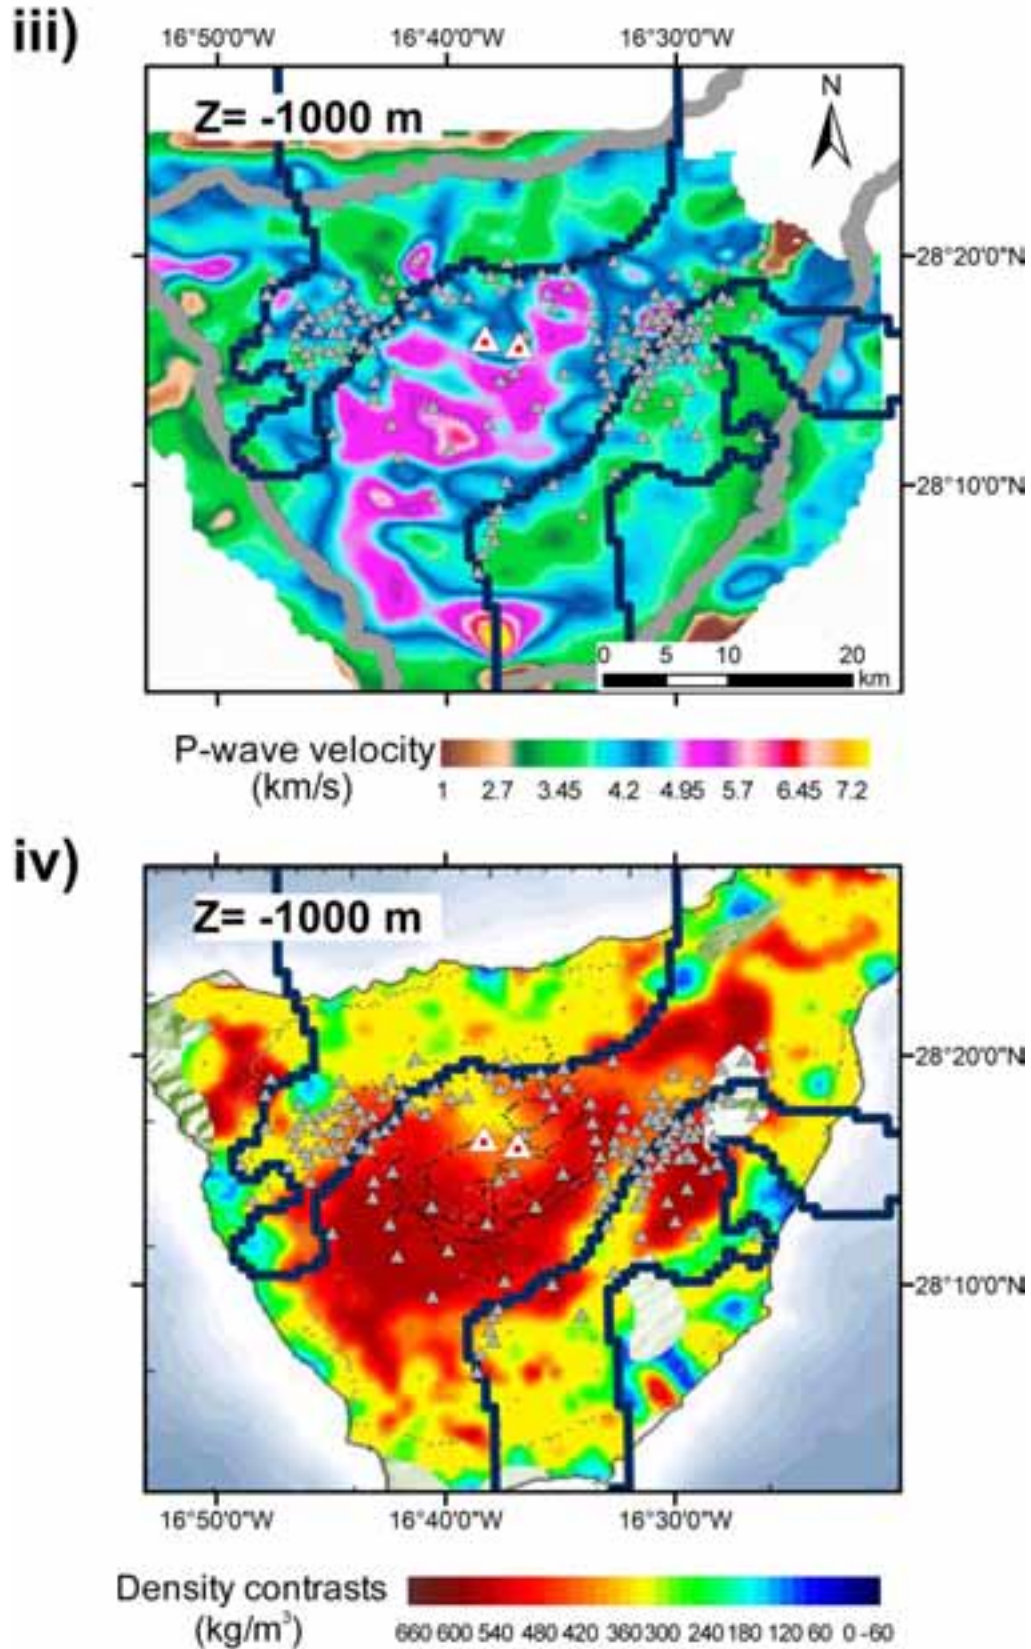 iii)
16°50'0"W 16°40'0"W 16°30'0"W
Z= -1000 m
N
28°20'0"N
28°10'0"N
0 5 10 20
km
P-wave velocity
(km/s)
1 2.7 3.45 4.2 4.95 5.7 6.45 7.2
iv)
Z= -1000 m
28°20'0"N
28°10'0"N
16°50'0"W 16°40'0"W 16°30'0"W
Density contrasts
(kg/m³)
660 600 540 480 420 360 300 240 180 120 60 0 -60